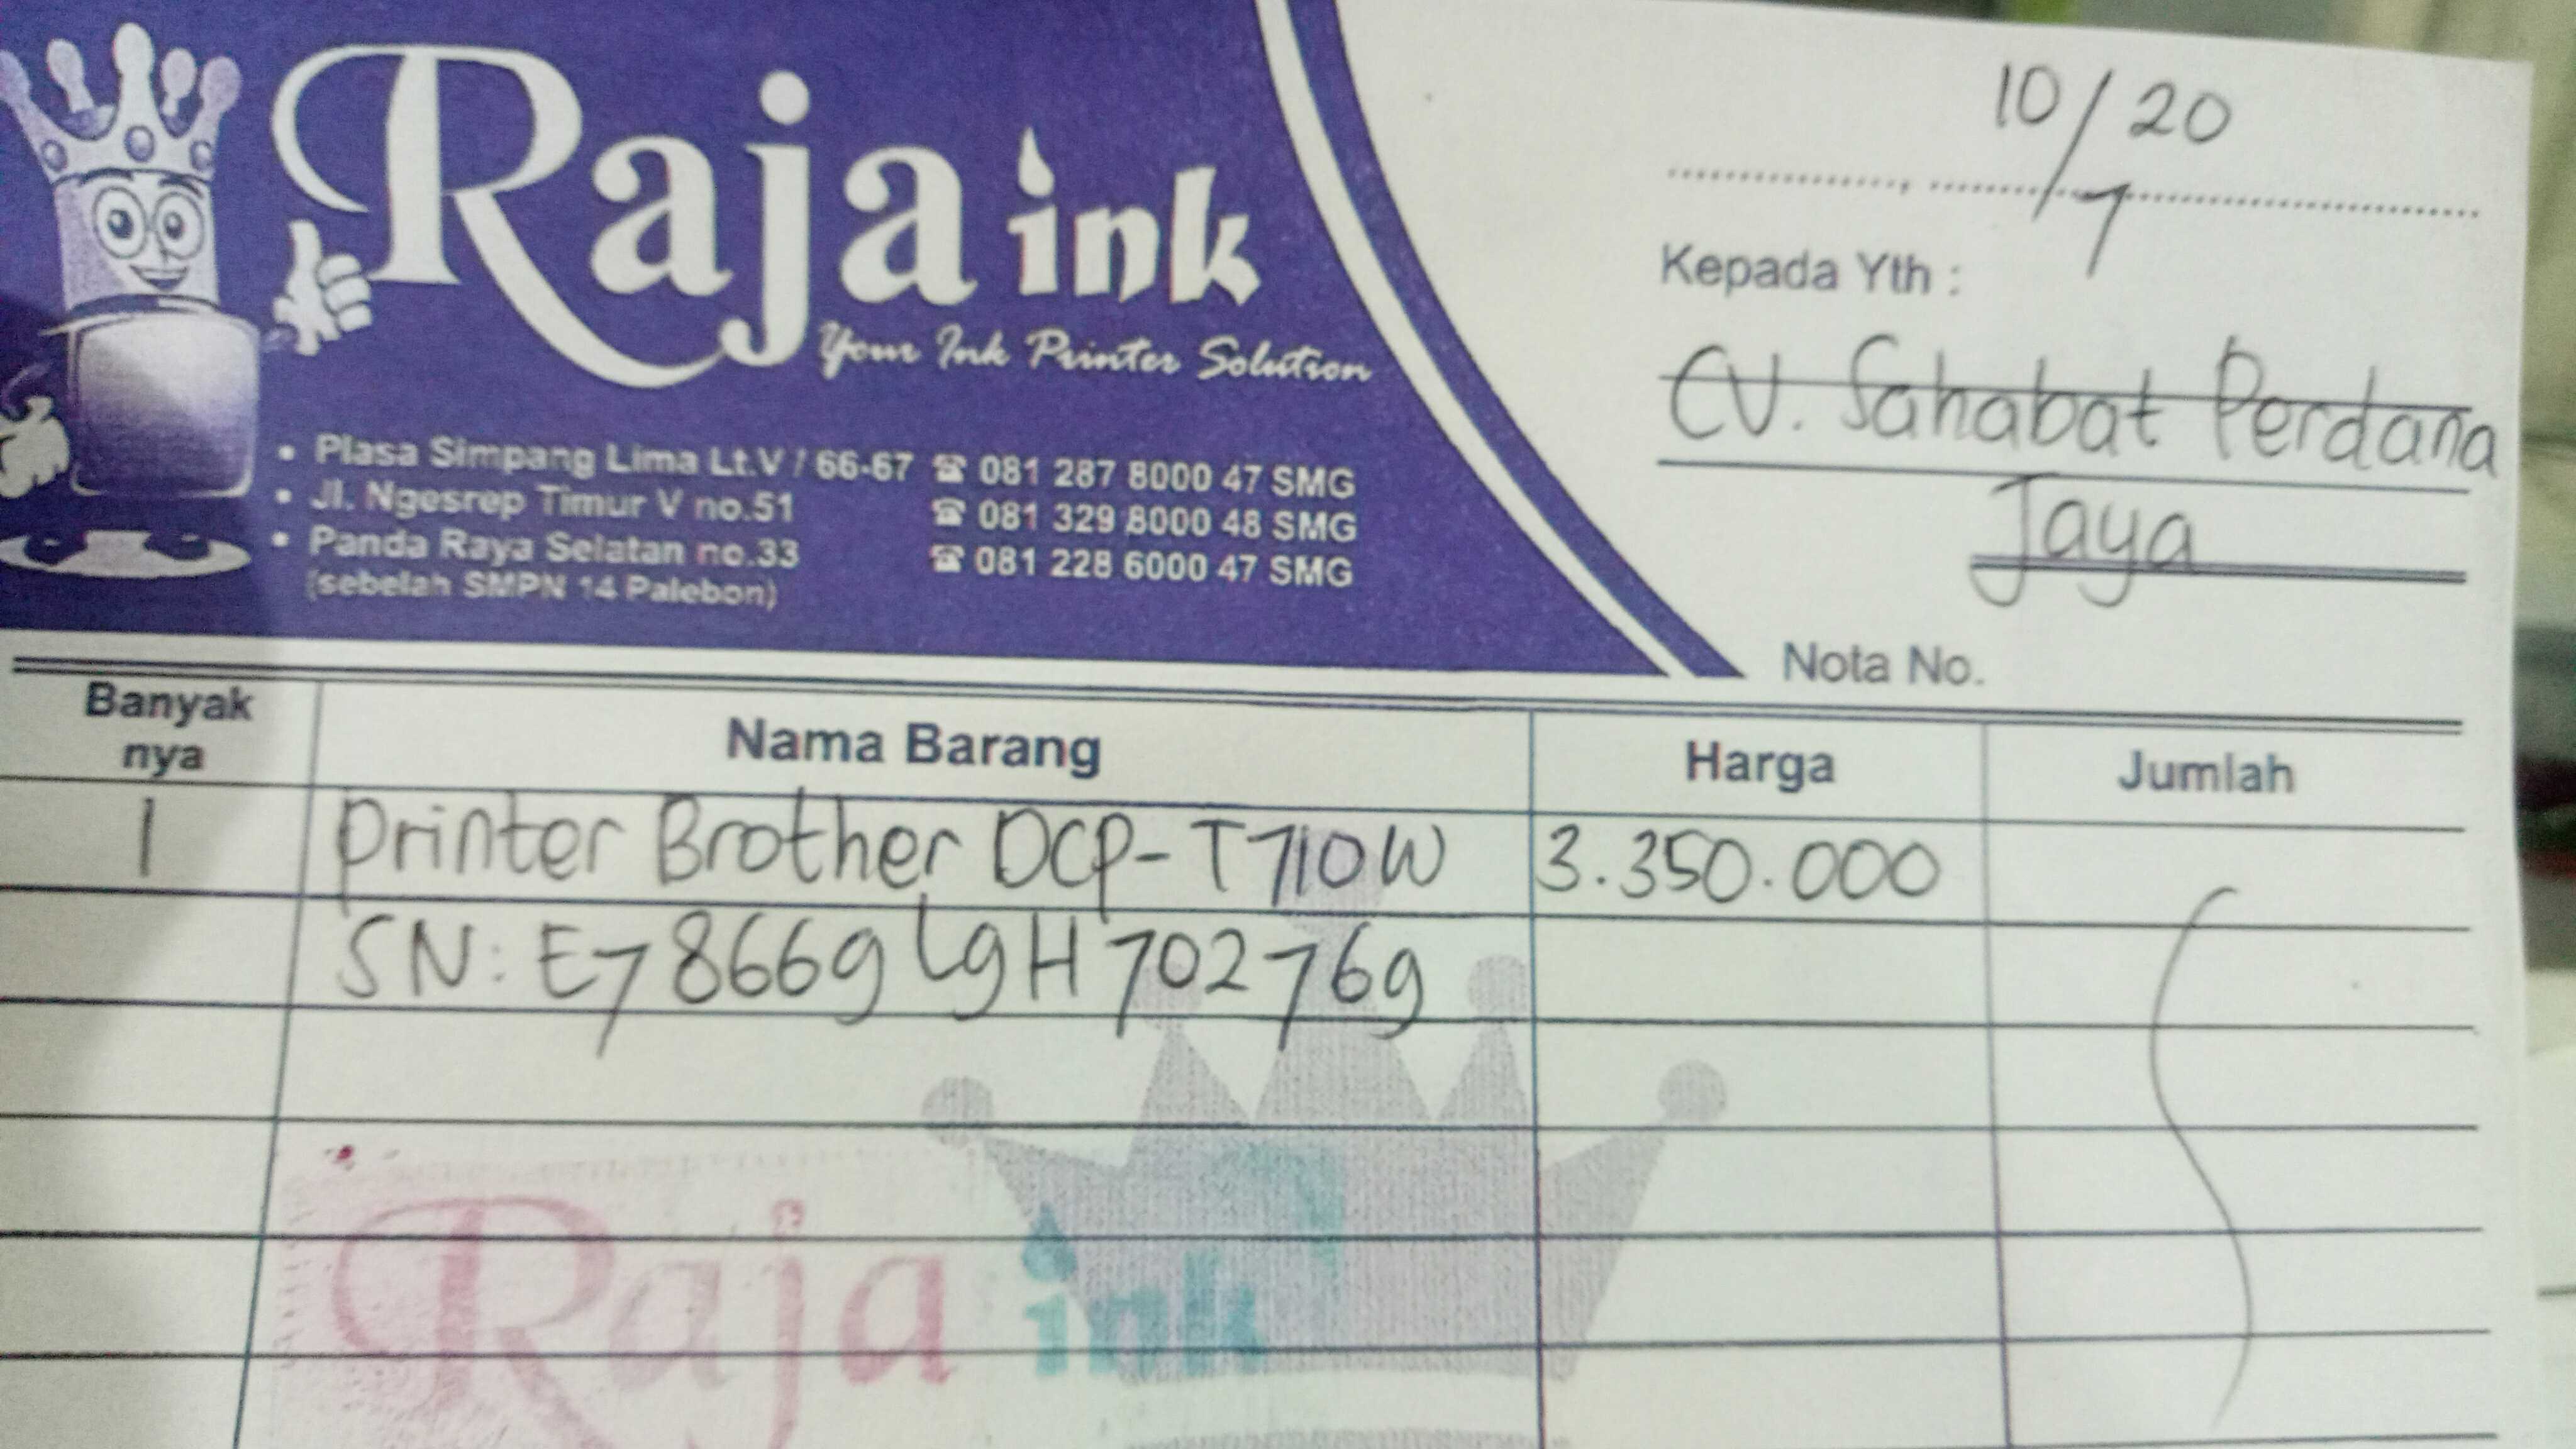 Raja ink
Your Ink Printer Solution
• Plasa Simpang Lima Lt.V / 66-67 ☎ 081 287 8000 47 SMG
• Jl. Ngesrep Timur V no.51 ☎ 081 329 8000 48 SMG
• Panda Raya Selatan no.33 ☎ 081 228 6000 47 SMG
(sebelah SMPN 14 Palebon)
10/7 20
Kepada Yth :
CV. Sahabat Perdana
Jaya
Nota No.
Banyak nya Nama Barang Harga Jumlah
1 Printer Brother DCP-T710W 3.350.000
SN: E78669L9H702769
Raja ink